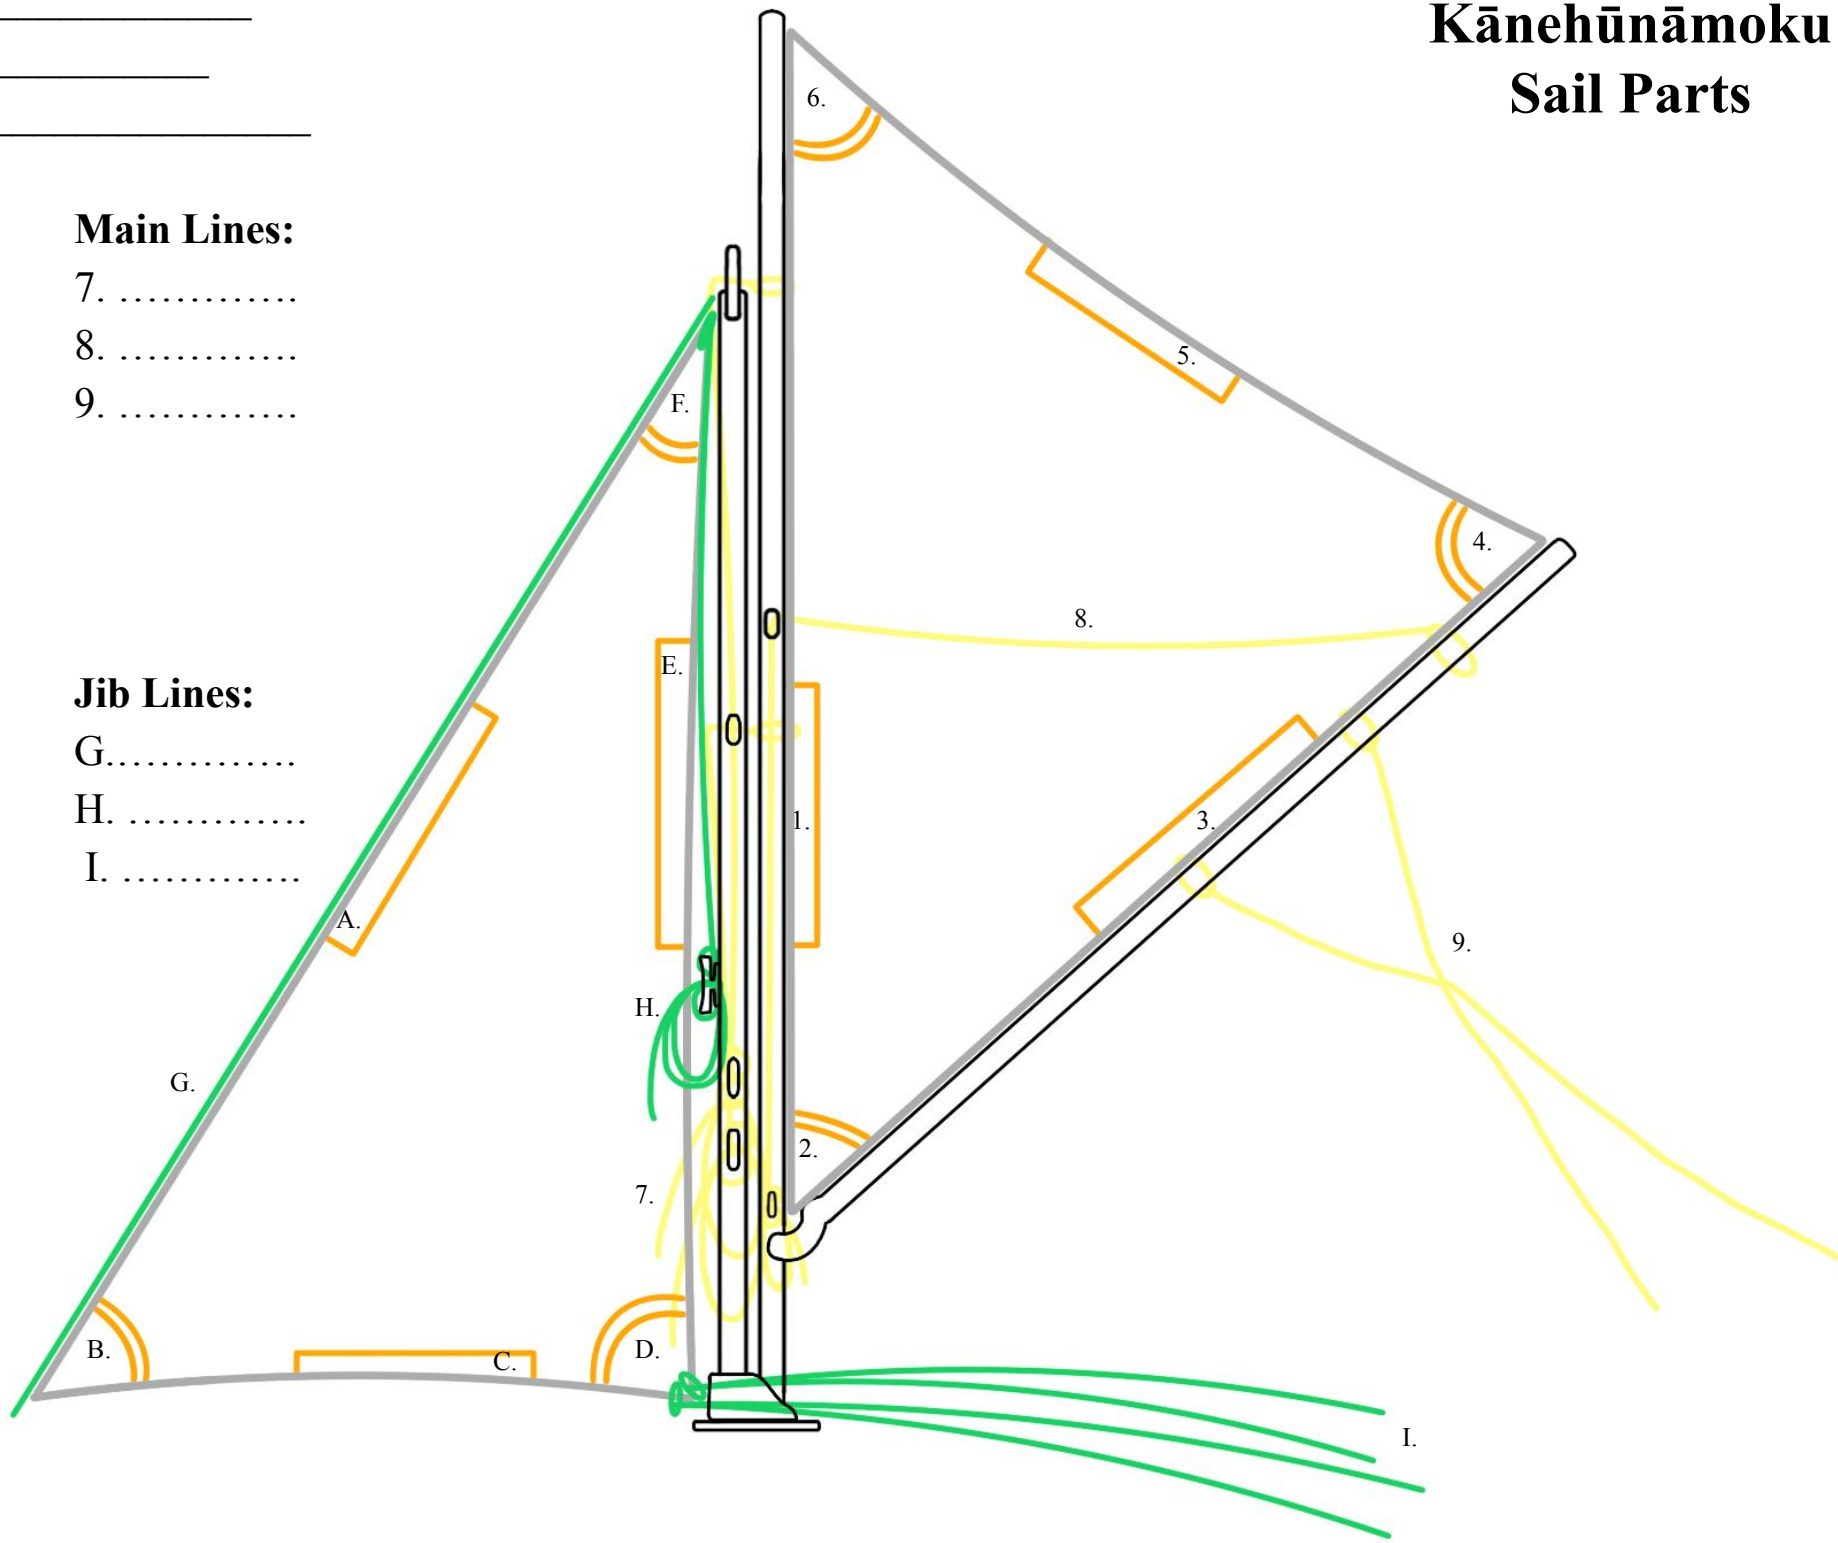 Kānehūnāmoku
Sail Parts
Main Lines:
7. ………….
8. ………….
9. ………….
Jib Lines:
G.………….
H. ………….
I. ………….
6.
5.
F.
4.
8.
E.
1.
3.
A.
9.
H.
G.
2.
7.
B.
D.
C.
I.